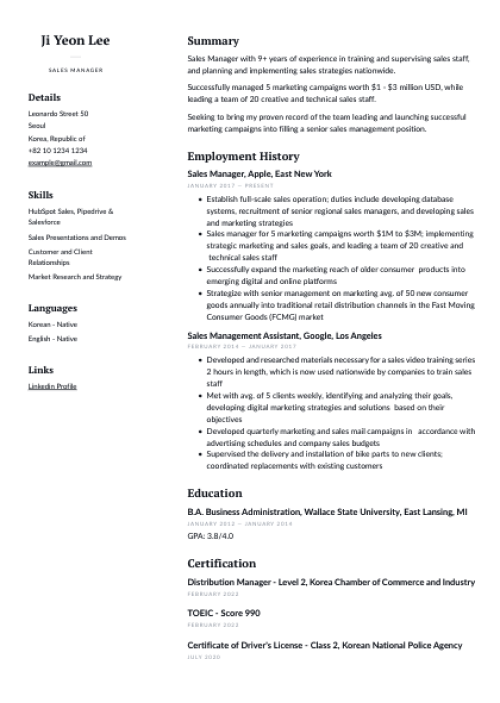 Ji Yeon Lee
SALES MANAGER
Details
Leonardo Street 50
Seoul
Korea, Republic of
+82 10 1234 1234
example@gmail.com
Skills
HubSpot Sales, Pipedrive &
Salesforce
Sales Presentations and Demos
Customer and Client
Relationships
Market Research and Strategy
Languages
Korean - Native
English - Native
Links
Linkedin Profile
Summary
Sales Manager with 9+ years of experience in training and supervising sales staff,
and planning and implementing sales strategies nationwide.
Successfully managed 5 marketing campaigns worth $1 - $3 million USD, while
leading a team of 20 creative and technical sales staff.
Seeking to bring my proven record of the team leading and launching successful
marketing campaigns into filling a senior sales management position.
Employment History
Sales Manager, Apple, East New York
JANUARY 2017 — PRESENT
• Establish full-scale sales operation; duties include developing database
systems, recruitment of senior regional sales managers, and developing sales
and marketing strategies
• Sales manager for 5 marketing campaigns worth $1M to $3M; implementing
strategic marketing and sales goals, and leading a team of 20 creative and
technical sales staff
• Successfully expand the marketing reach of older consumer products into
emerging digital and online platforms
• Strategize with senior management on marketing avg. of 50 new consumer
goods annually into traditional retail distribution channels in the Fast Moving
Consumer Goods (FCMG) market
Sales Management Assistant, Google, Los Angeles
FEBRUARY 2014 — JANUARY 2017
• Developed and researched materials necessary for a sales video training series
2 hours in length, which is now used nationwide by companies to train sales
staff
• Met with avg. of 5 clients weekly, identifying and analyzing their goals,
developing digital marketing strategies and solutions based on their
objectives
• Developed quarterly marketing and sales mail campaigns in accordance with
advertising schedules and company sales budgets
• Supervised the delivery and installation of bike parts to new clients;
coordinated replacements with existing customers
Education
B.A. Business Administration, Wallace State University, East Lansing, MI
JANUARY 2012 — JANUARY 2014
GPA: 3.8/4.0
Certification
Distribution Manager - Level 2, Korea Chamber of Commerce and Industry
FEBRUARY 2022
TOEIC - Score 990
FEBRUARY 2022
Certificate of Driver's License - Class 2, Korean National Police Agency
JULY 2020